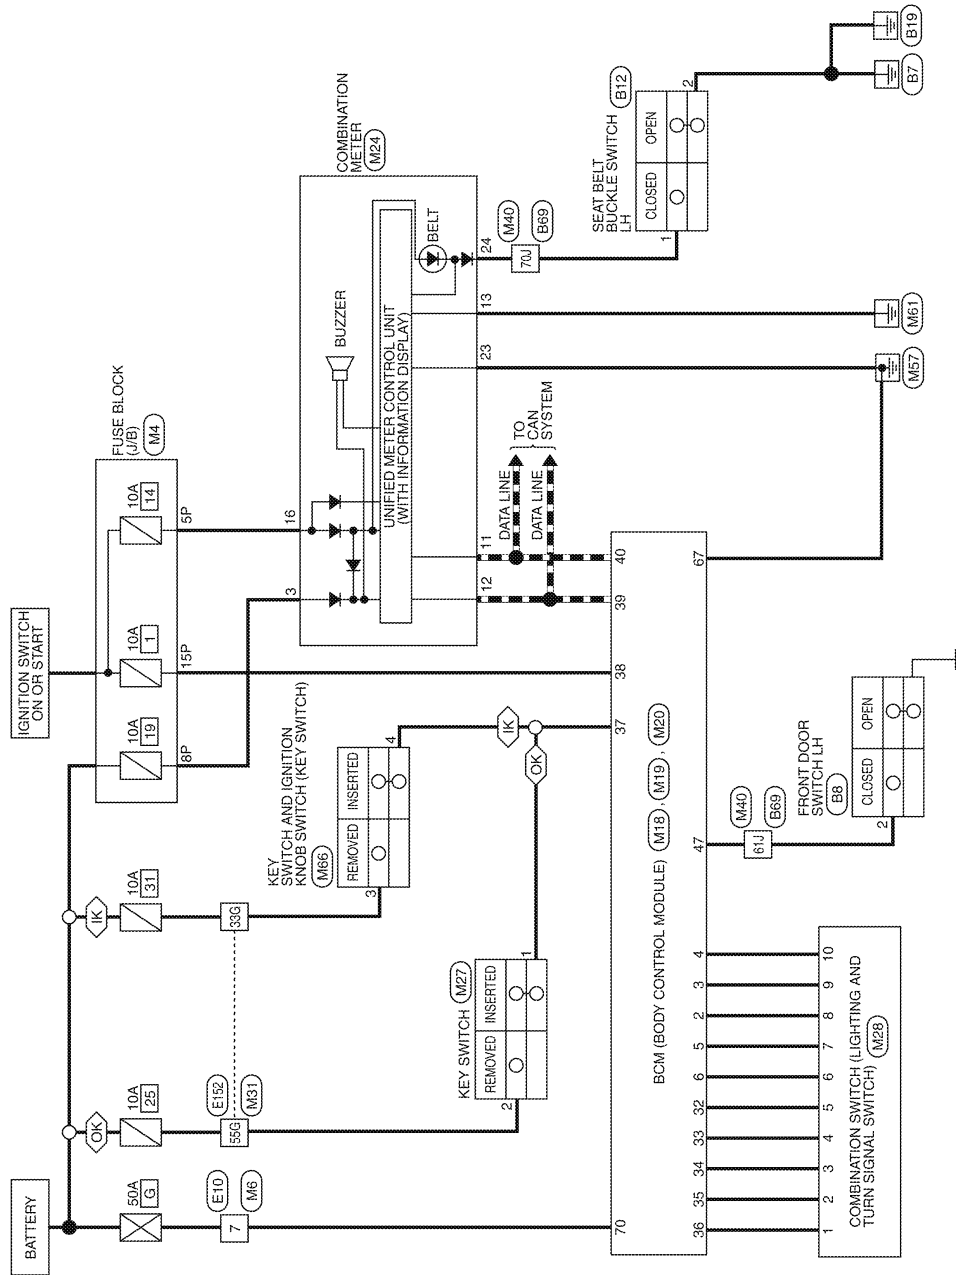 BATTERY
IGNITION SWITCH
ON OR START
50A
G
OK
10A
25
IK
10A
31
10A
19
10A
1
10A
14
FUSE BLOCK
(J/B)
M4
8P
15P
5P
7
E10
M6
55G
E152
M31
33G
KEY
SWITCH AND IGNITION
KNOB SWITCH (KEY SWITCH)
M66
REMOVED
INSERTED
3
4
IK
OK
KEY SWITCH
M27
REMOVED
INSERTED
2
1
COMBINATION
METER
M24
3
16
BUZZER
UNIFIED METER CONTROL UNIT
(WITH INFORMATION DISPLAY)
BELT
12
11
23
13
24
DATA LINE
DATA LINE
TO
CAN
SYSTEM
70J
M40
B69
SEAT BELT
BUCKLE SWITCH
LH
B12
CLOSED
OPEN
1
2
70
37
38
39
40
BCM (BODY CONTROL MODULE)
M18
,
M19
,
M20
36
35
34
33
32
6
5
2
3
4
47
67
1
2
3
4
5
6
7
8
9
10
COMBINATION SWITCH (LIGHTING AND
TURN SIGNAL SWITCH)
M28
61J
M40
B69
FRONT DOOR
SWITCH LH
B8
CLOSED
OPEN
2
M57
M61
B7
B19